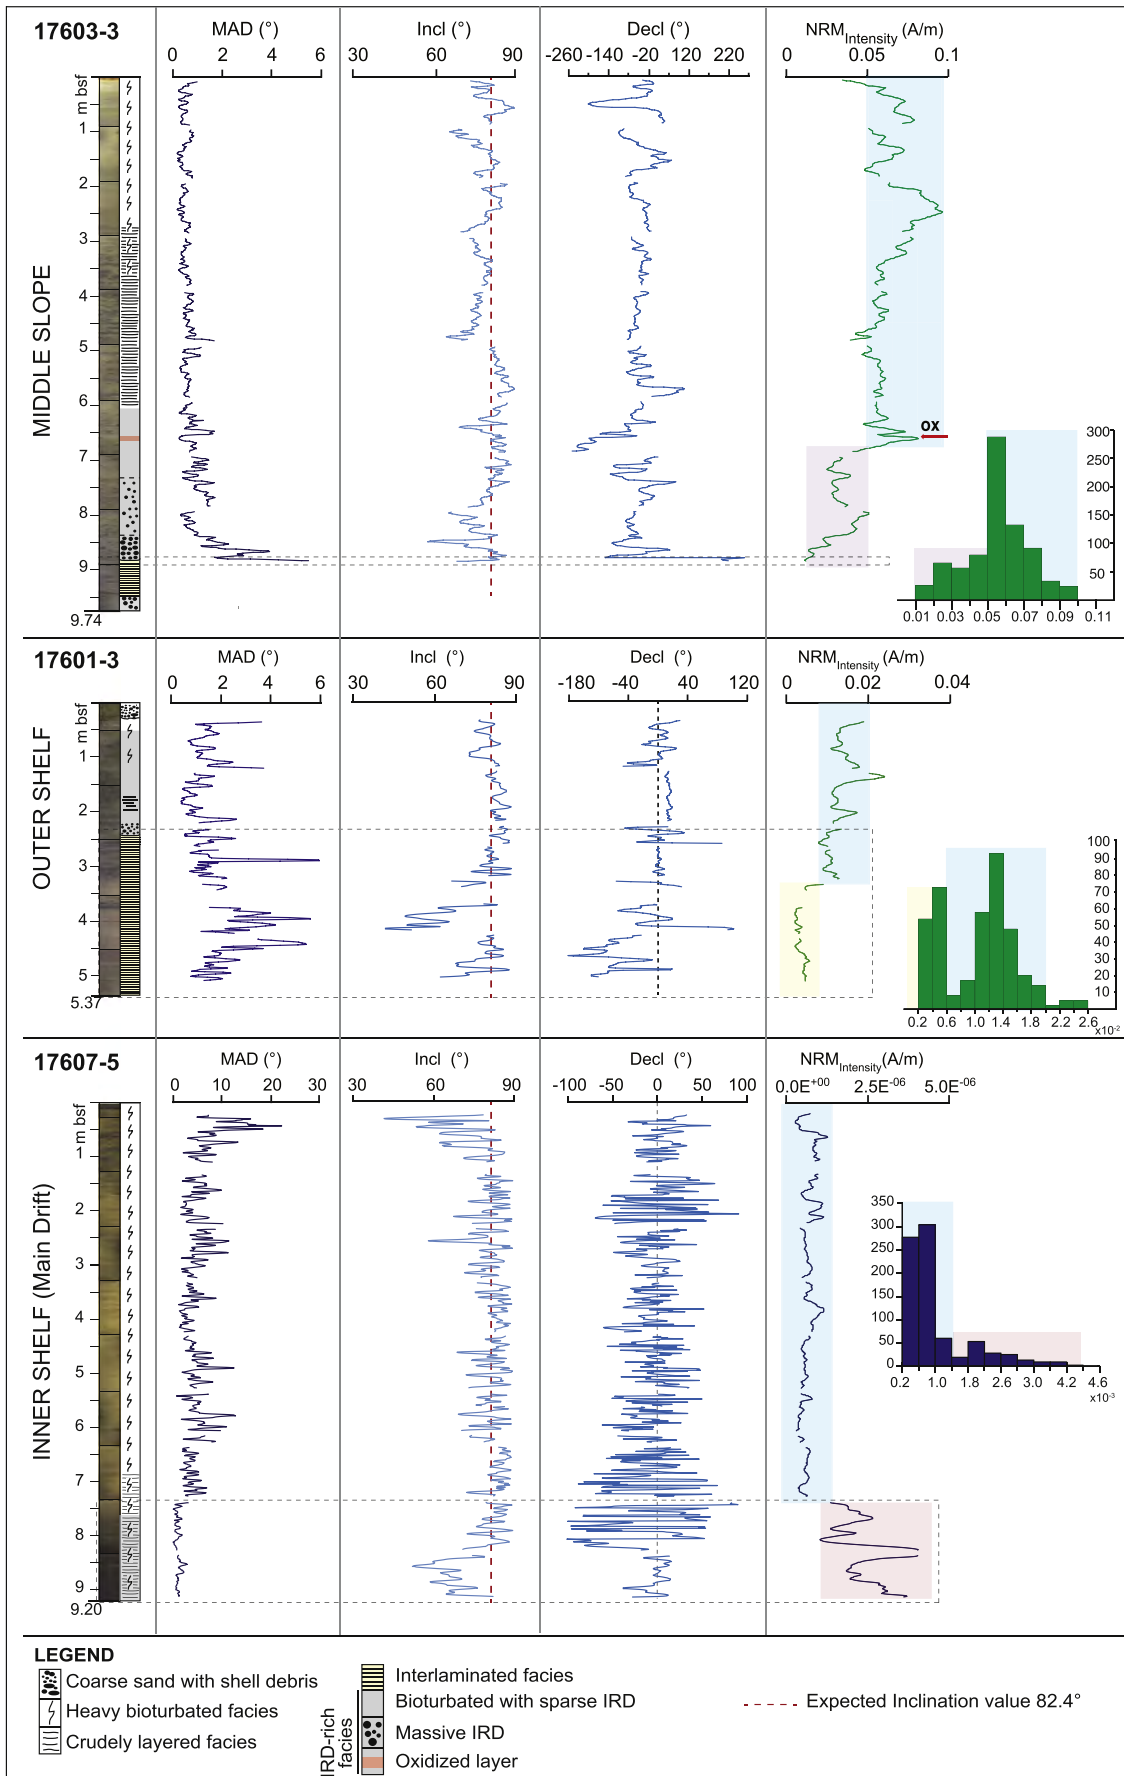 17603-3
MAD (°)
Incl (°)
Decl (°)
NRM Intensity (A/m)
0 2 4 6
30 60 90
-260 -140 -20 120 220
0 0.05 0.1
MIDDLE SLOPE
m bsf
1
2
3
4
5
6
7
8
9
9.74
ox
300
250
200
150
100
50
0.01 0.03 0.05 0.07 0.09 0.11
17601-3
MAD (°)
Incl (°)
Decl (°)
NRM Intensity (A/m)
0 2 4 6
30 60 90
-180 -40 40 120
0 0.02 0.04
OUTER SHELF
m bsf
1
2
3
4
5
5.37
100
90
80
70
60
50
40
30
20
10
0.2 0.6 1.0 1.4 1.8 2.2 2.6
x10⁻²
17607-5
MAD (°)
Incl (°)
Decl (°)
NRM Intensity (A/m)
0 10 20 30
30 60 90
-100 -50 0 50 100
0.0E⁺⁰⁰ 2.5E⁻⁰⁶ 5.0E⁻⁰⁶
INNER SHELF (Main Drift)
m bsf
1
2
3
4
5
6
7
8
9
9.20
350
300
250
200
150
100
50
0
0.2 1.0 1.8 2.6 3.0 4.2 4.6
x10⁻³
LEGEND
Coarse sand with shell debris
Heavy bioturbated facies
Crudely layered facies
IRD-rich facies
Interlaminated facies
Bioturbated with sparse IRD
Massive IRD
Oxidized layer
Expected Inclination value 82.4°